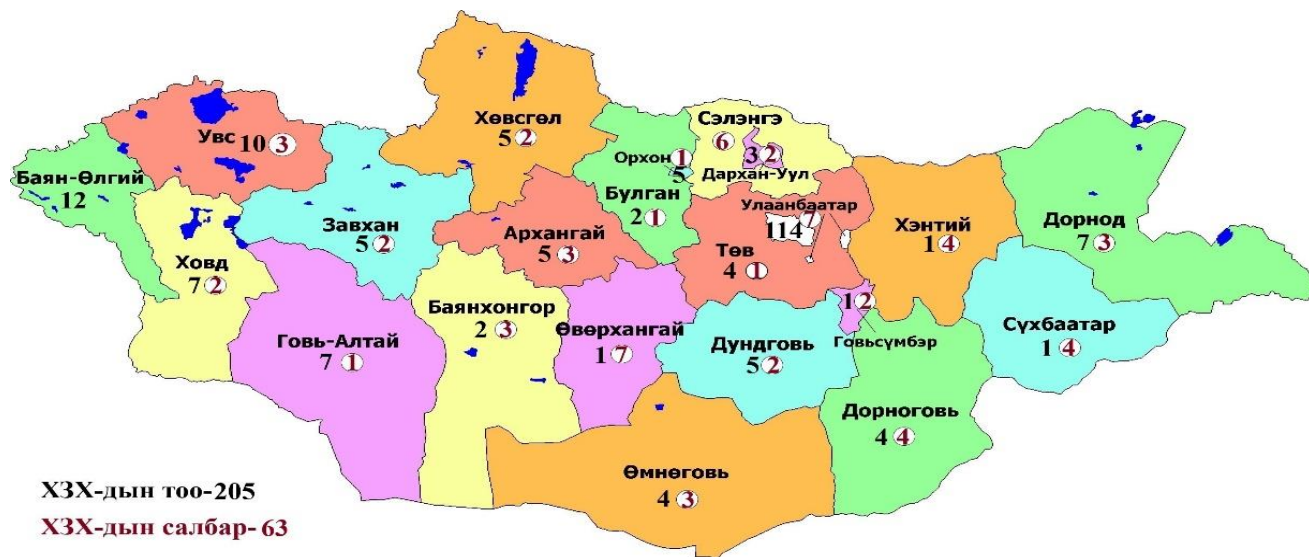 Хөвсгөл
5 2
Сэлэнгэ
6
Увс 10 3
Орхон 1
5
3 2
Дархан-Уул
Баян-Өлгий
12
Булган
2 1
Улаанбаатар
114 7
Завхан
5 2
Архангай
5 3
Хэнтий
1 4
Дорнод
7 3
Ховд
7 2
Төв
4 1
Баянхонгор
2 3
1 2
Говьсүмбэр
Говь-Алтай
7 1
Өвөрхангай
1 7
Дундговь
5 2
Сүхбаатар
1 4
Дорноговь
4 4
Өмнөговь
4 3
ХЗХ-дын тоо-205
ХЗХ-дын салбар- 63